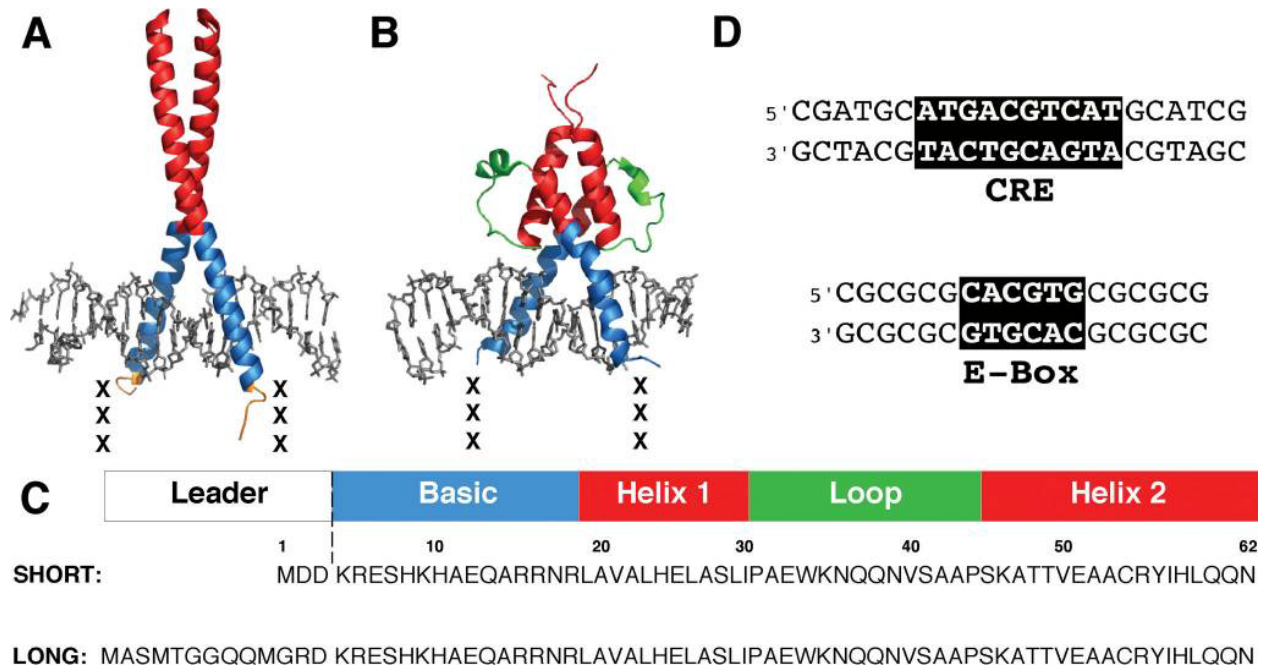 A
B
D
5'CGATGCATGACGTCATGCATCG
3'GCTACGTACTGCAGTACGTAGC
CRE
5'CGCGCGCACGTGCGCGCG
3'GCGCGCGTGCACGCGCGC
E-Box
X X
X X
X X
X X
X X
X X
C
Leader Basic Helix 1 Loop Helix 2
1 10 20 30 40 50 62
SHORT: MDD KRESHKHAEQARRNRLAVALHELASLIPAEWKNQQNVSAAPSKATTVEAACRYIHLQQN
LONG: MASMTGGQQMGRD KRESHKHAEQARRNRLAVALHELASLIPAEWKNQQNVSAAPSKATTVEAACRYIHLQQN